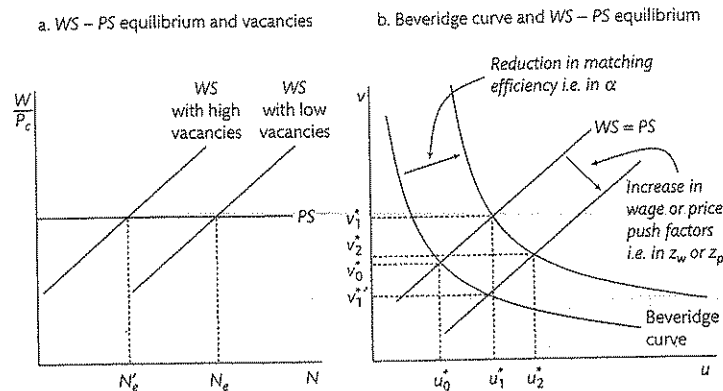 a. WS – PS equilibrium and vacancies
W
P_c
WS
with high
vacancies
WS
with low
vacancies
PS
N'_e
N_e
N
b. Beveridge curve and WS – PS equilibrium
v
Reduction in matching
efficiency i.e. in α
WS = PS
Increase in
wage or price
push factors
i.e. in z_w or z_p
v*_1
v*_2
v*_0
v*'_1
Beveridge
curve
u*_0
u*_1
u*_2
u